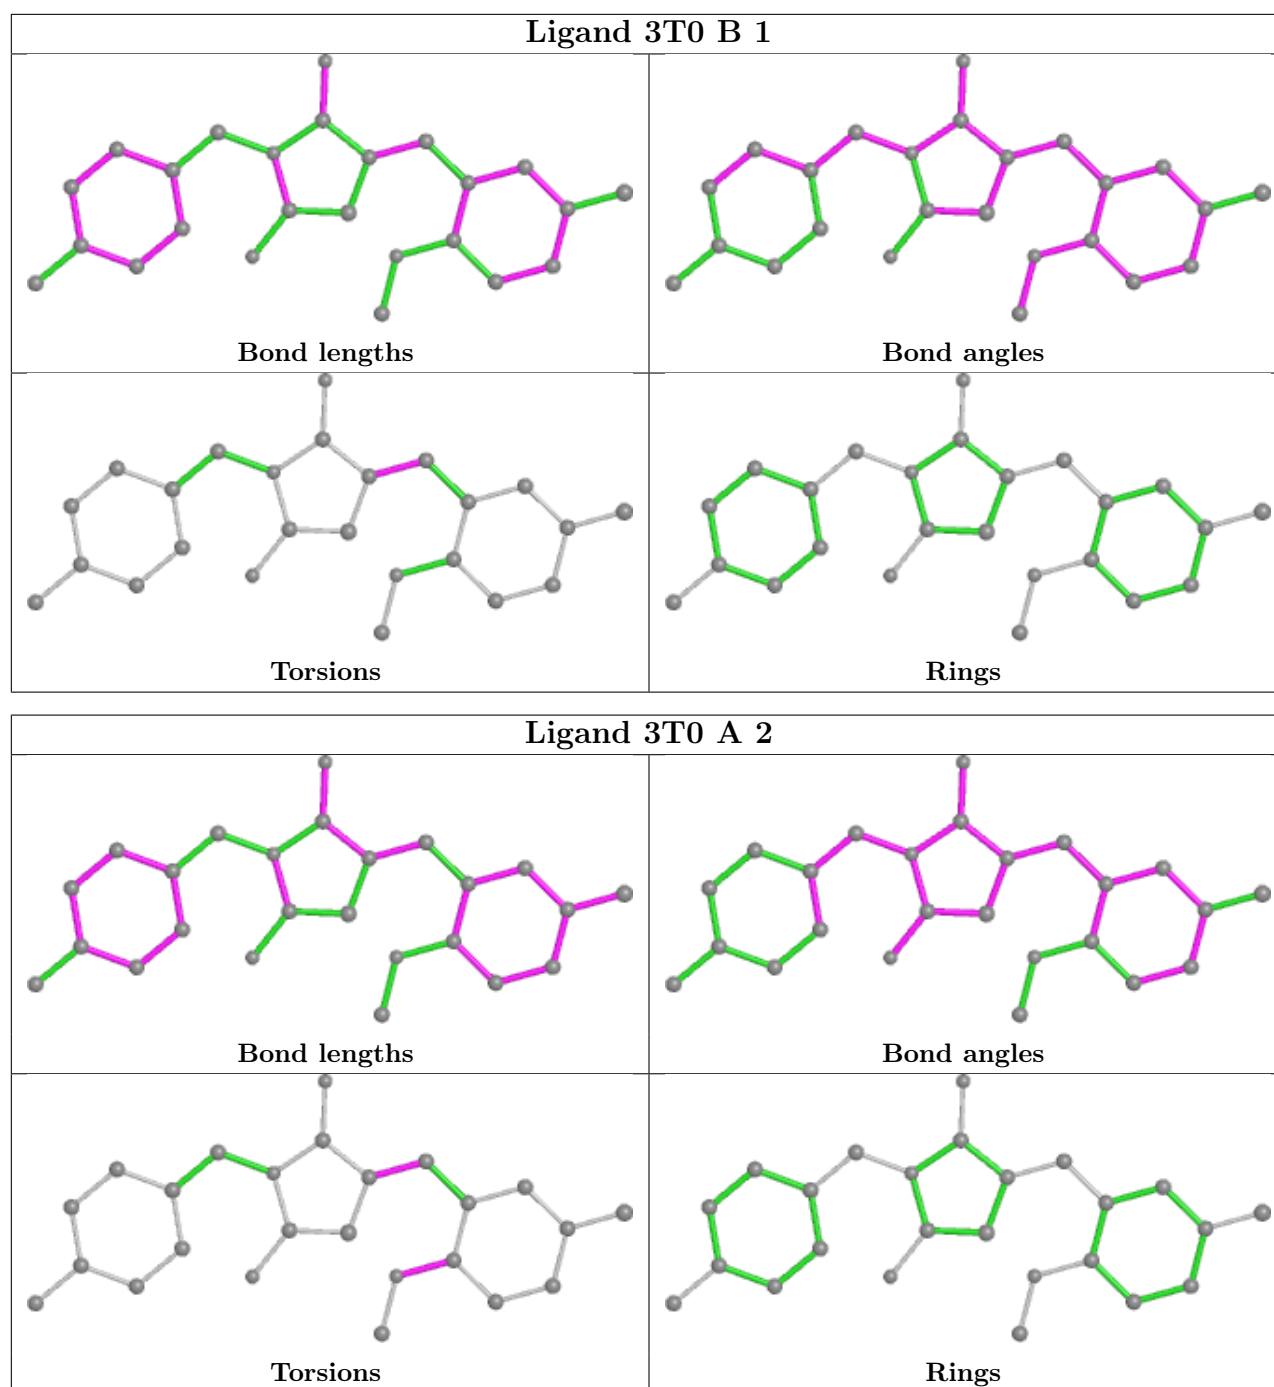 Ligand 3T0 B 1
Bond lengths
Bond angles
Torsions
Rings
Ligand 3T0 A 2
Bond lengths
Bond angles
Torsions
Rings